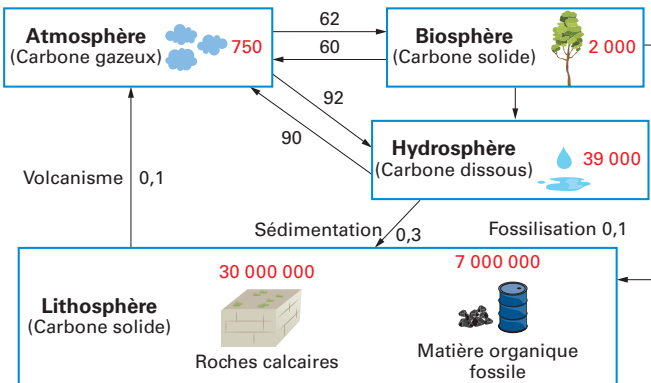 62
Atmosphère
(Carbone gazeux)
750
60
Biosphère
(Carbone solide)
2 000
92
90
Hydrosphère
(Carbone dissous)
39 000
Volcanisme
0,1
Sédimentation
0,3
Fossilisation 0,1
Lithosphère
(Carbone solide)
30 000 000
Roches calcaires
7 000 000
Matière organique
fossile